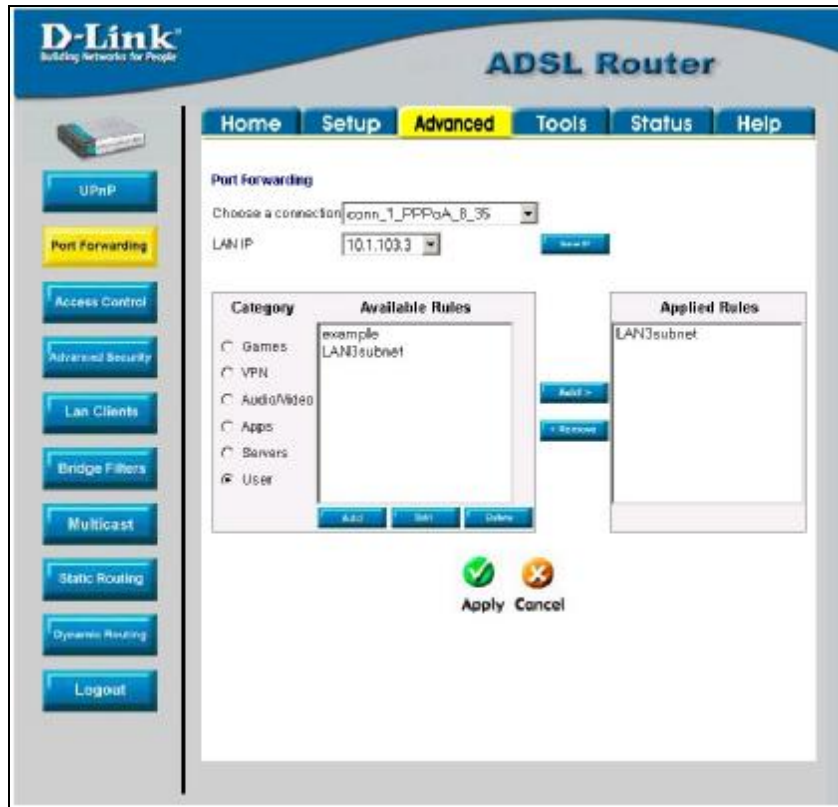 D-Link
Building Networks for People
ADSL Router
Home Setup Advanced Tools Status Help
UPnP
Port Forwarding
Access Control
Advanced Security
Lan Clients
Bridge Filters
Multicast
Static Routing
Dynamic Routing
Logout
Port Forwarding
Choose a connection conn_1_PPPoA_8_35
LAN IP 10.1.103.3 New IP
Category Available Rules Applied Rules
Games
VPN
Audio/Video
Apps
Servers
User
example
LAN3subnet
Add >
< Remove
LAN3subnet
Add Edit Delete
Apply Cancel